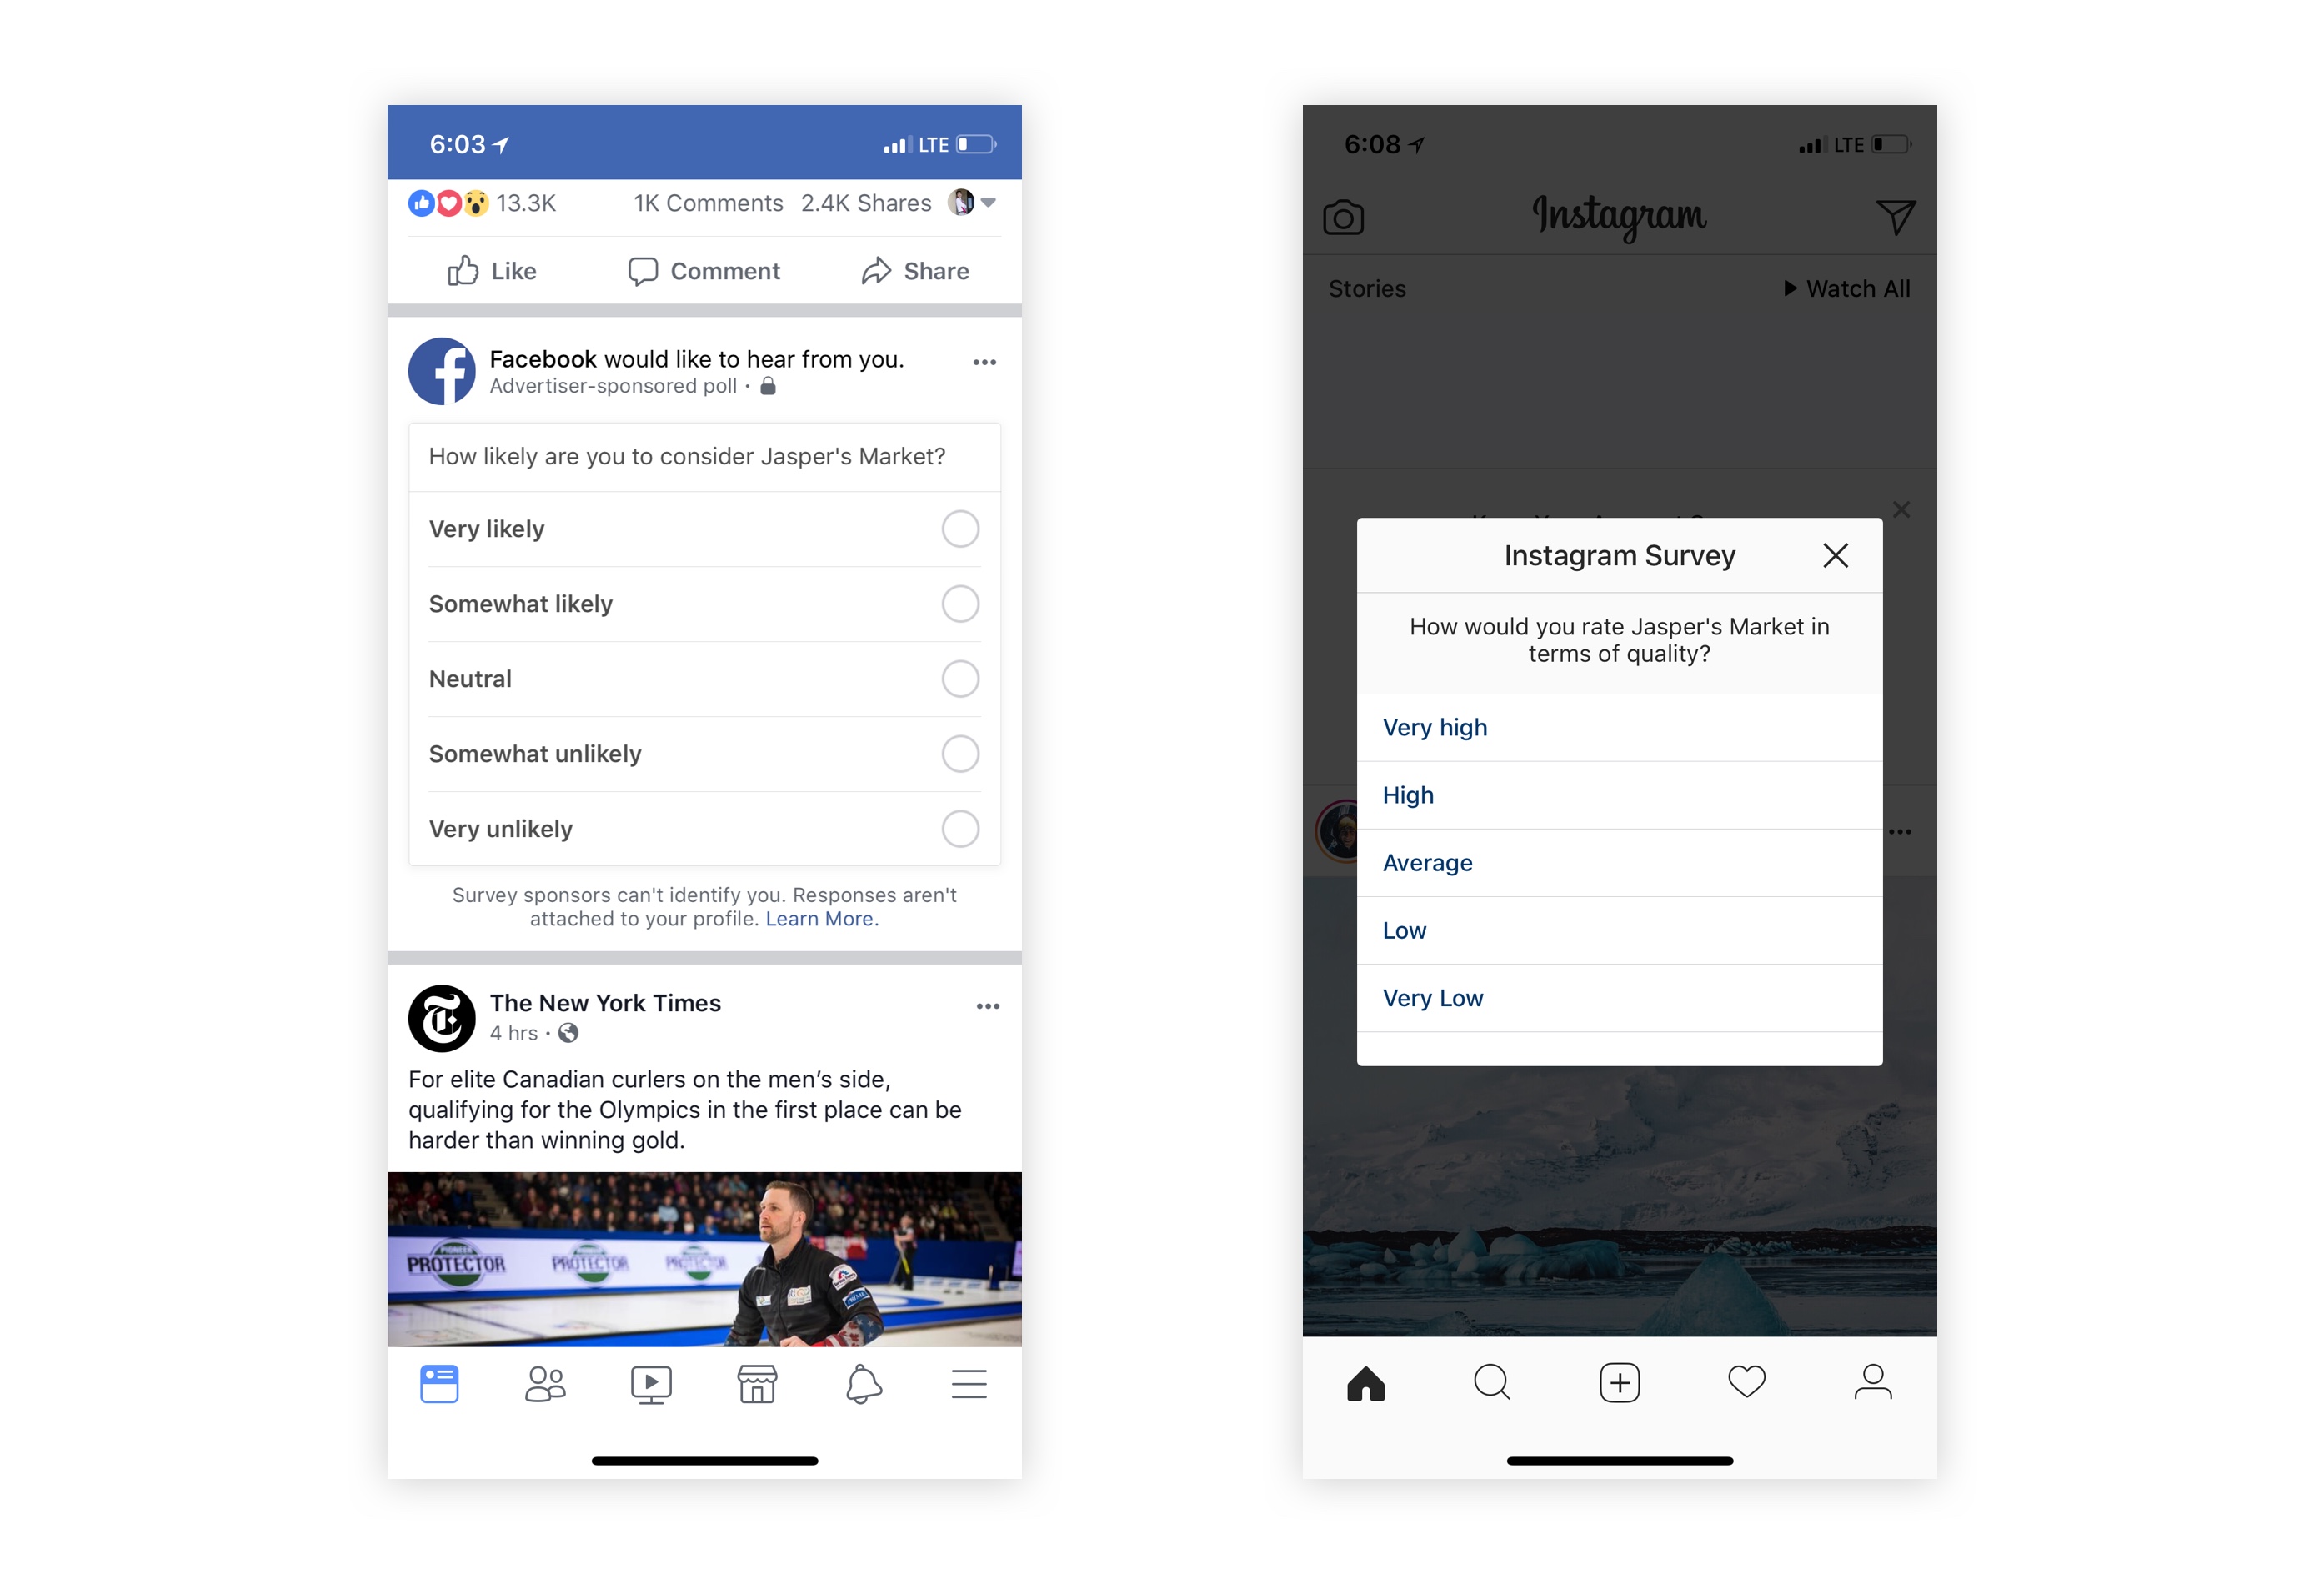 6:03
LTE
13.3K
1K Comments 2.4K Shares
Like
Comment
Share
Facebook would like to hear from you.
Advertiser-sponsored poll ·
How likely are you to consider Jasper's Market?
Very likely
Somewhat likely
Neutral
Somewhat unlikely
Very unlikely
Survey sponsors can't identify you. Responses aren't
attached to your profile. Learn More.
The New York Times
4 hrs ·
For elite Canadian curlers on the men’s side,
qualifying for the Olympics in the first place can be
harder than winning gold.
PIONEER
PROTECTOR
PROTECTOR
PROTECTOR
6:08
LTE
Instagram
Stories
Watch All
Instagram Survey
How would you rate Jasper's Market in
terms of quality?
Very high
High
Average
Low
Very Low